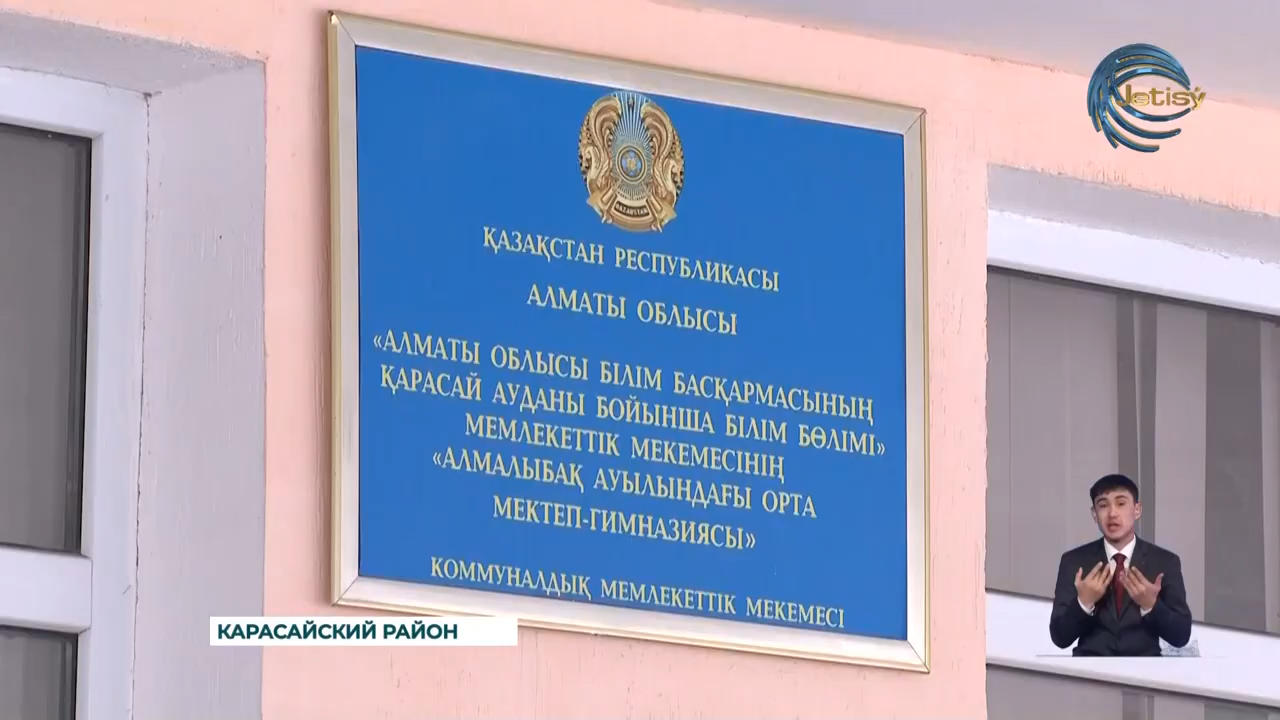 Jetisý
QAZAQSTAN
ҚАЗАҚСТАН РЕСПУБЛИКАСЫ
АЛМАТЫ ОБЛЫСЫ
«АЛМАТЫ ОБЛЫСЫ БІЛІМ БАСҚАРМАСЫНЫҢ
ҚАРАСАЙ АУДАНЫ БОЙЫНША БІЛІМ БӨЛІМІ»
МЕМЛЕКЕТТІК МЕКЕМЕСІНІҢ
«АЛМАЛЫБАҚ АУЫЛЫНДАҒЫ ОРТА
МЕКТЕП-ГИМНАЗИЯСЫ»
КОММУНАЛДЫҚ МЕМЛЕКЕТТІК МЕКЕМЕСІ
КАРАСАЙСКИЙ РАЙОН